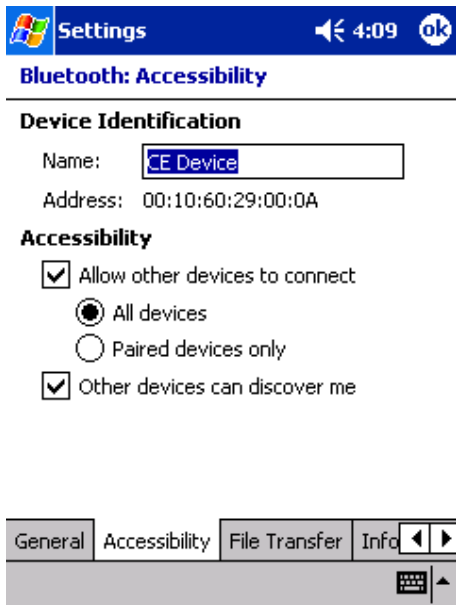 Settings 4:09 ok
Bluetooth: Accessibility
Device Identification
Name: CE Device
Address: 00:10:60:29:00:0A
Accessibility
Allow other devices to connect
All devices
Paired devices only
Other devices can discover me
General Accessibility File Transfer Info